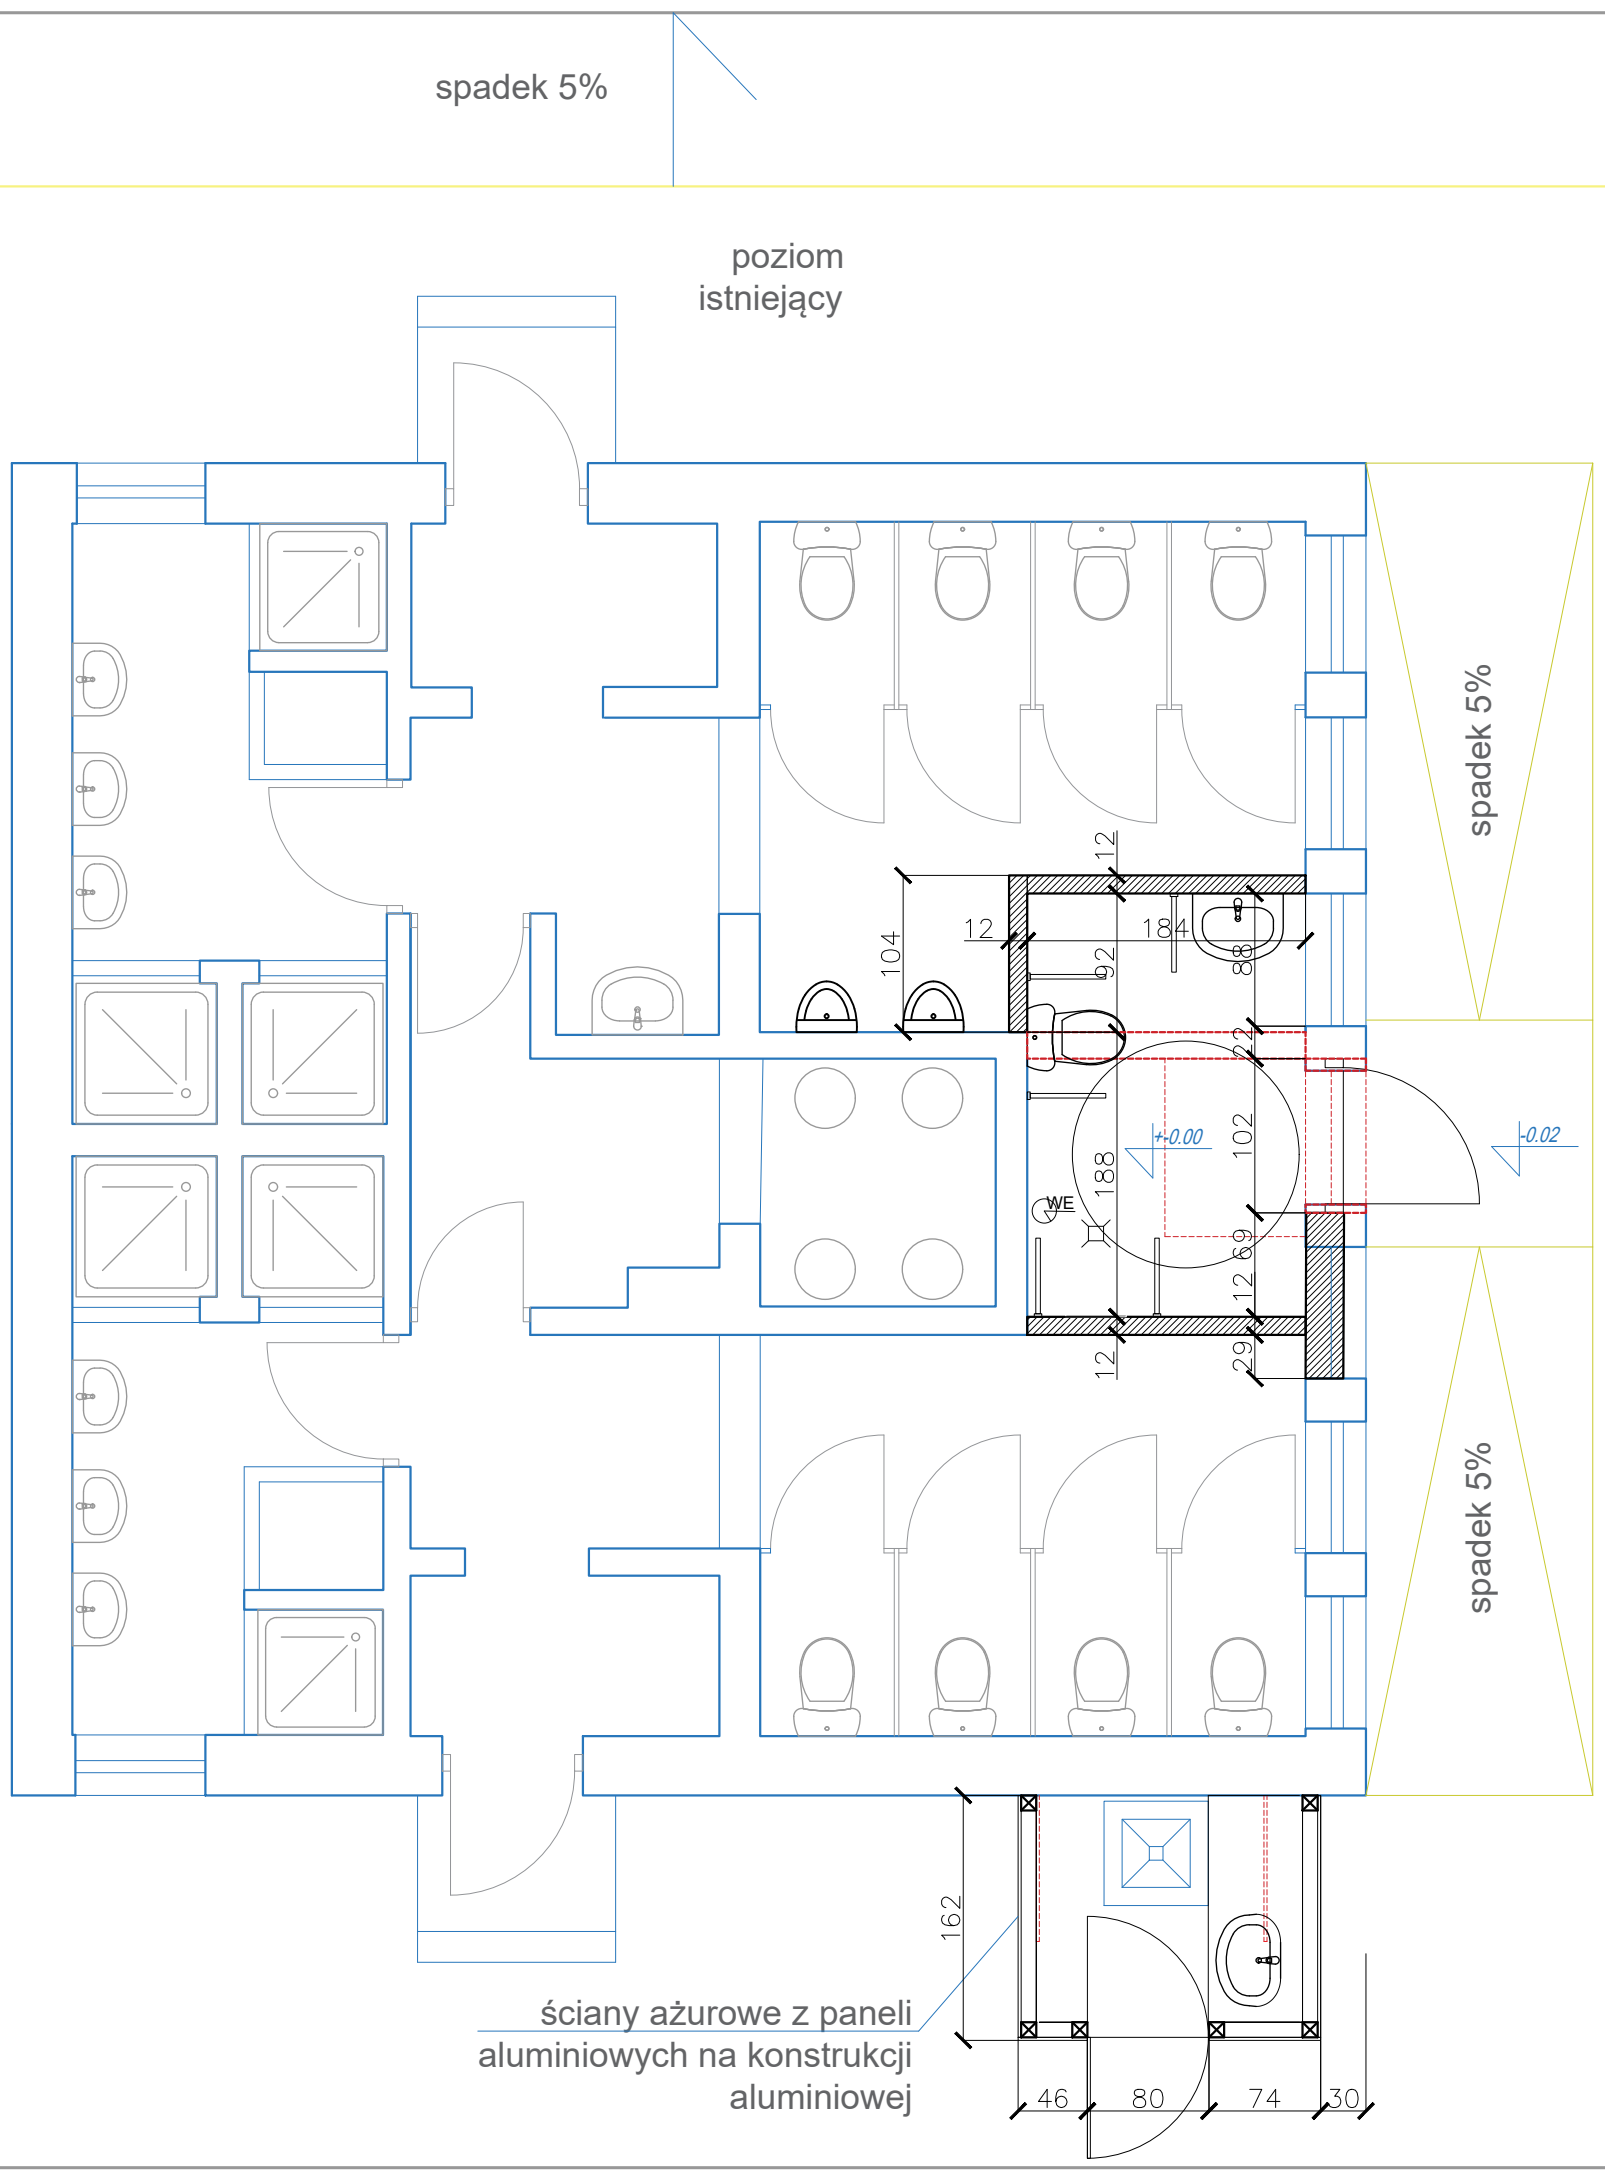 spadek 5%
poziom
istniejący
spadek 5%
12
104
12
184
92
88
22
+-0.00
-0.02
102
188
WE
69
12
12
29
spadek 5%
162
ściany ażurowe z paneli
aluminiowych na konstrukcji
aluminiowej
46
80
74
30